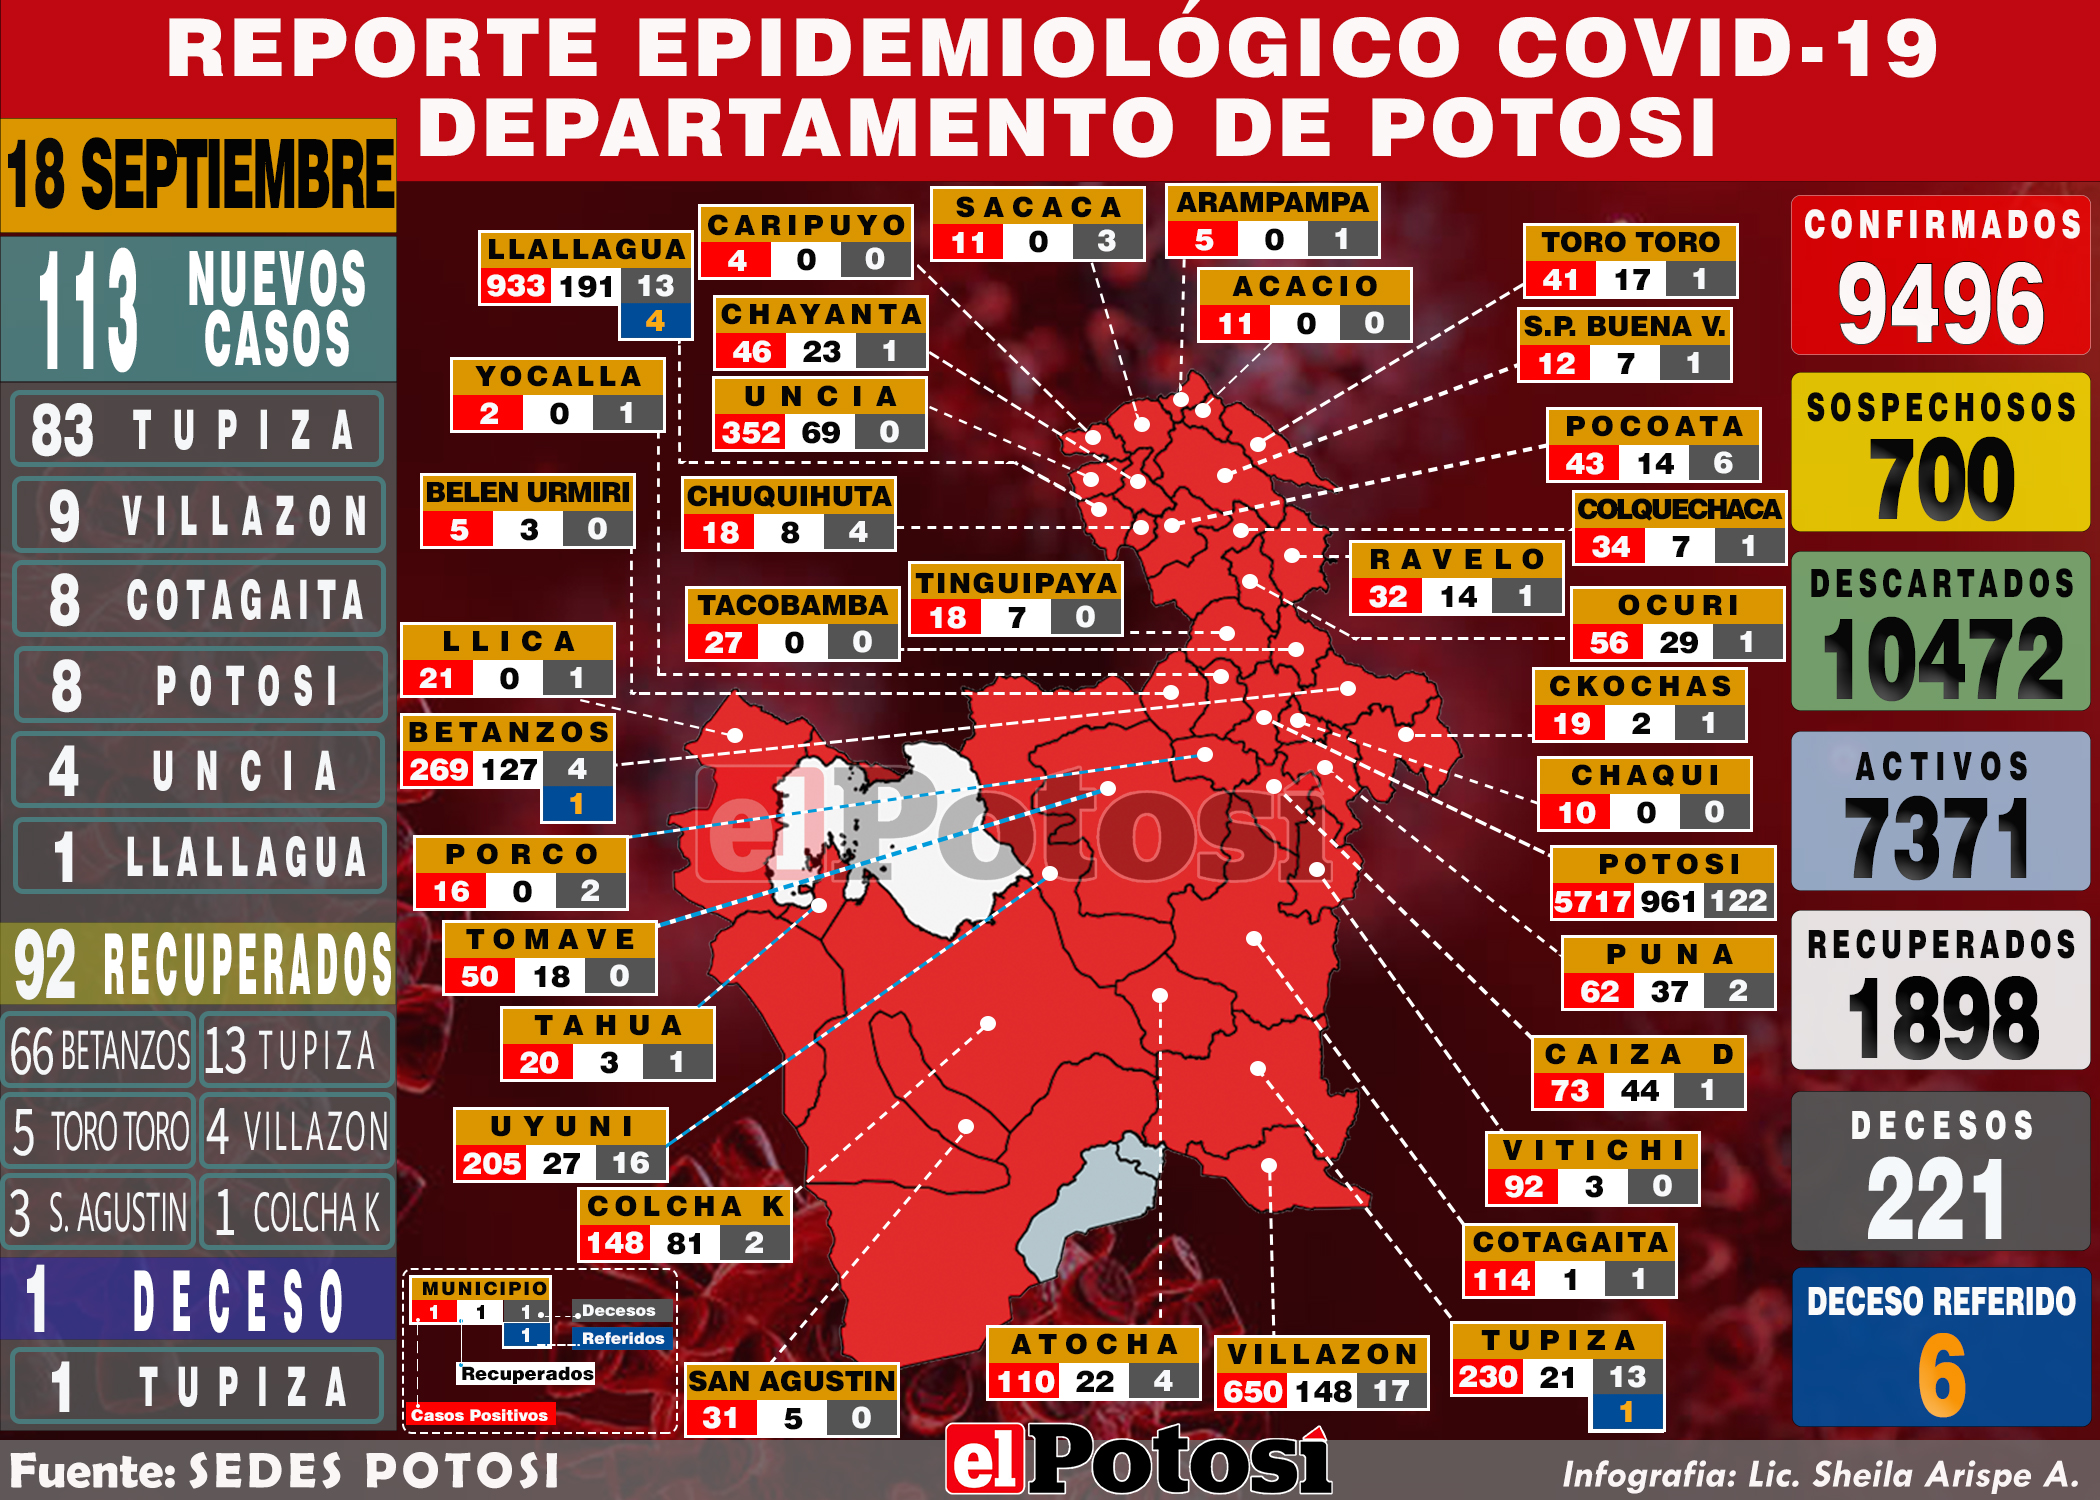 REPORTE EPIDEMIOLÓGICO COVID-19
DEPARTAMENTO DE POTOSI
18 SEPTIEMBRE
113 NUEVOS CASOS
83 TUPIZA
9 VILLAZON
8 COTAGAITA
8 POTOSI
4 UNCIA
1 LLALLAGUA
92 RECUPERADOS
66 BETANZOS
13 TUPIZA
5 TORO TORO
4 VILLAZON
3 S. AGUSTIN
1 COLCHA K
1 DECESO
1 TUPIZA
LLALLAGUA
933 191 13
4
CARIPUYO
4 0 0
SACACA
11 0 3
ARAMPAMPA
5 0 1
ACACIO
11 0 0
TORO TORO
41 17 1
CHAYANTA
46 23 1
S.P. BUENA V.
12 7 1
YOCALLA
2 0 1
UNCIA
352 69 0
POCOATA
43 14 6
BELEN URMIRI
5 3 0
CHUQUIHUTA
18 8 4
COLQUECHACA
34 7 1
RAVELO
32 14 1
TINGUIPAYA
18 7 0
TACOBAMBA
27 0 0
OCURI
56 29 1
LLICA
21 0 1
CKOCHAS
19 2 1
BETANZOS
269 127 4
1
CHAQUI
10 0 0
PORCO
16 0 2
POTOSI
5717 961 122
TOMAVE
50 18 0
PUNA
62 37 2
TAHUA
20 3 1
CAIZA D
73 44 1
UYUNI
205 27 16
VITICHI
92 3 0
COLCHA K
148 81 2
COTAGAITA
114 1 1
SAN AGUSTIN
31 5 0
ATOCHA
110 22 4
VILLAZON
650 148 17
TUPIZA
230 21 13
1
el Potosí
MUNICIPIO
1 1 1
1
Decesos
Referidos
Recuperados
Casos Positivos
CONFIRMADOS
9496
SOSPECHOSOS
700
DESCARTADOS
10472
ACTIVOS
7371
RECUPERADOS
1898
DECESOS
221
DECESO REFERIDO
6
Fuente: SEDES POTOSI
el Potosí
Infografia: Lic. Sheila Arispe A.